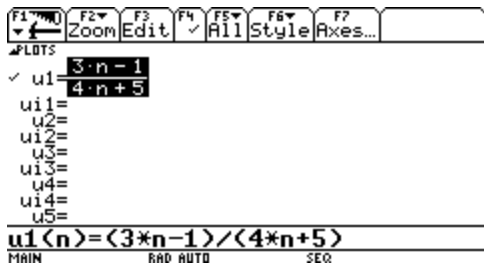 F1 F2 F3 F4 F5 F6 F7
Zoom Edit ✓ All Style Axes...
PLOTS
✓ u1=3·n-1/4·n+5
ui1=
u2=
ui2=
u3=
ui3=
u4=
ui4=
u5=
u1(n)=(3*n-1)/(4*n+5)
MAIN RAD AUTO SEQ